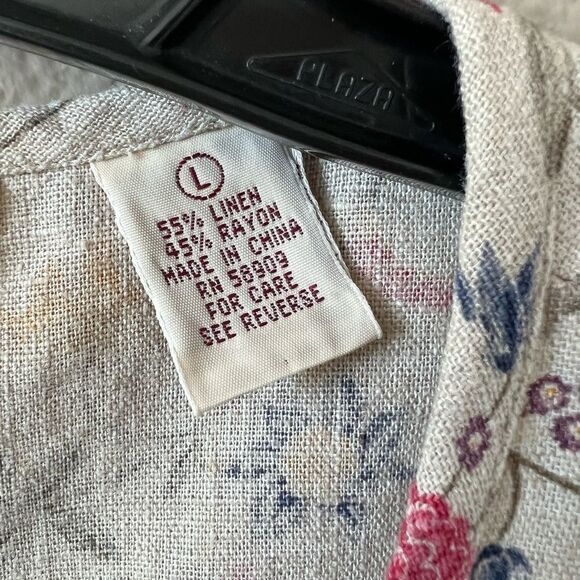 PLAZA
L
55% LINEN
45% RAYON
MADE IN CHINA
RN 58909
FOR CARE
SEE REVERSE